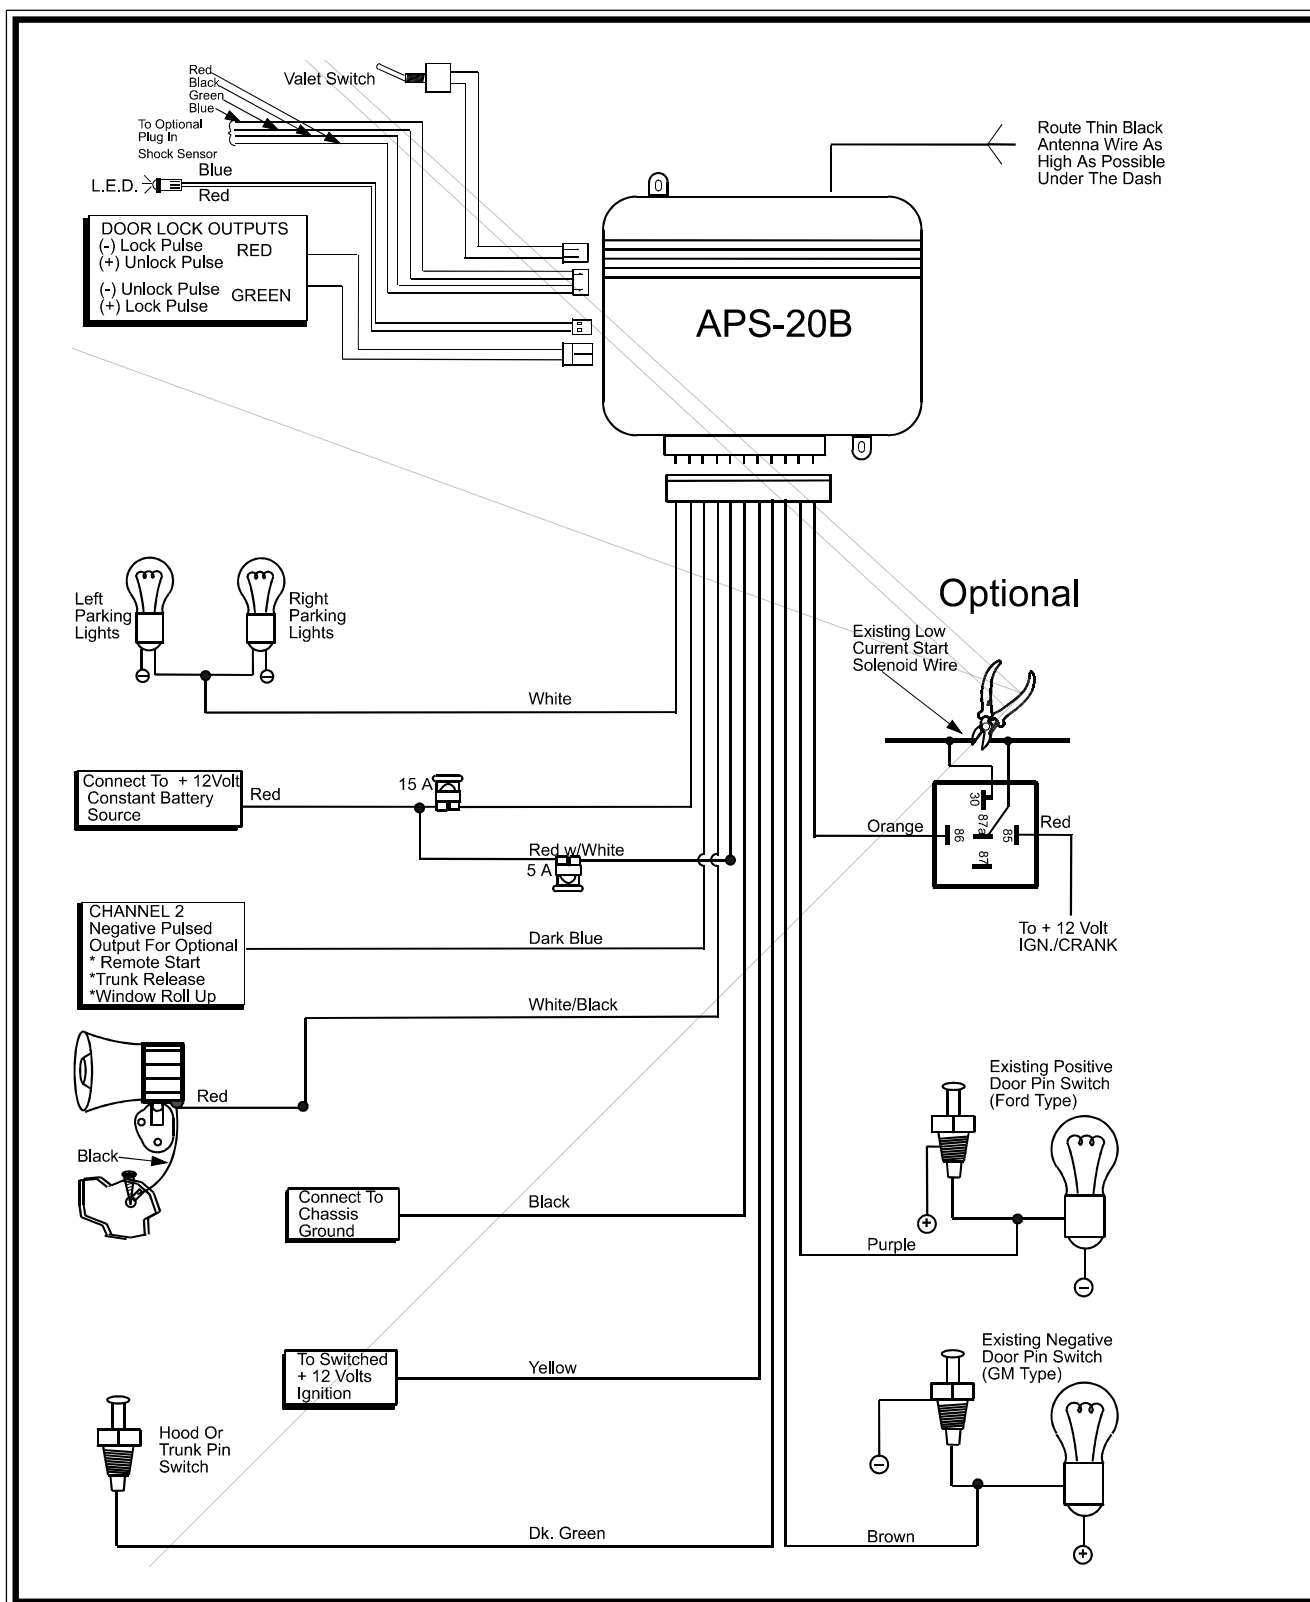 Red
Black
Green
Blue
To Optional
Plug In
Shock Sensor
Valet Switch
Route Thin Black
Antenna Wire As
High As Possible
Under The Dash
L.E.D.
Blue
Red
DOOR LOCK OUTPUTS
(-) Lock Pulse
(+) Unlock Pulse
RED
(-) Unlock Pulse
(+) Lock Pulse
GREEN
APS-20B
Left
Parking
Lights
Right
Parking
Lights
White
Optional
Existing Low
Current Start
Solenoid Wire
Connect To + 12Volt
Constant Battery
Source
Red
15 A
Red w/White
5 A
Orange
30
87a
86
85
87
Red
To + 12 Volt
IGN./CRANK
CHANNEL 2
Negative Pulsed
Output For Optional
* Remote Start
*Trunk Release
*Window Roll Up
Dark Blue
White/Black
Red
Black
Existing Positive
Door Pin Switch
(Ford Type)
Connect To
Chassis
Ground
Black
Purple
Existing Negative
Door Pin Switch
(GM Type)
To Switched
+ 12 Volts
Ignition
Yellow
Hood Or
Trunk Pin
Switch
Dk. Green
Brown